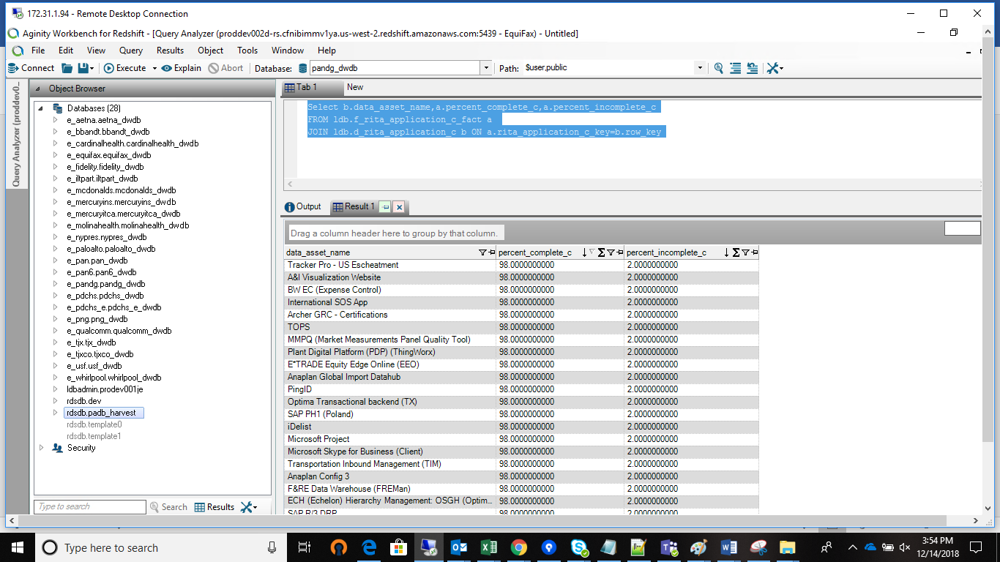 172.31.1.94 - Remote Desktop Connection
Aginity Workbench for Redshift - [Query Analyzer (proddev002d-rs.cfnibimmv1ya.us-west-2.redshift.amazonaws.com:5439 - EquiFax) - Untitled]
File Edit View Query Results Object Tools Window Help
Connect Execute Explain Abort Database: pandg_dwdb Path: $user,public
Query Analyzer (proddev0...
Object Browser
Databases (28)
e_aetna.aetna_dwdb
e_bbandt.bbandt_dwdb
e_cardinalhealth.cardinalhealth_dwdb
e_equifax.equifax_dwdb
e_fidelity.fidelity_dwdb
e_iltpart.iltpart_dwdb
e_mcdonalds.mcdonalds_dwdb
e_mercuryins.mercuryins_dwdb
e_mercuryitca.mercuryitca_dwdb
e_molinahealth.molinahealth_dwdb
e_nypres.nypres_dwdb
e_paloalto.paloalto_dwdb
e_pan.pan_dwdb
e_pan6.pan6_dwdb
e_pandg.pandg_dwdb
e_pdchs.pdchs_dwdb
e_pdchs_e.pdchs_e_dwdb
e_png.png_dwdb
e_qualcomm.qualcomm_dwdb
e_tjx.tjx_dwdb
e_tjxco.tjxco_dwdb
e_usf.usf_dwdb
e_whirlpool.whirlpool_dwdb
ldbadmin.prodev001je
rdsdb.dev
rdsdb.padb_harvest
rdsdb.template0
rdsdb.template1
Security
Type to search Search Results
Tab 1 New
Select b.data_asset_name,a.percent_complete_c,a.percent_incomplete_c
FROM ldb.f_rita_application_c_fact a
JOIN ldb.d_rita_application_c b ON a.rita_application_c_key=b.row_key
Output Result 1
Drag a column header here to group by that column.
data_asset_name percent_complete_c percent_incomplete_c
Tracker Pro - US Escheatment 98.0000000000 2.0000000000
A&I Visualization Website 98.0000000000 2.0000000000
BW EC (Expense Control) 98.0000000000 2.0000000000
International SOS App 98.0000000000 2.0000000000
Archer GRC - Certifications 98.0000000000 2.0000000000
TOPS 98.0000000000 2.0000000000
MMPQ (Market Measurements Panel Quality Tool) 98.0000000000 2.0000000000
Plant Digital Platform (PDP) (ThingWorx) 98.0000000000 2.0000000000
E*TRADE Equity Edge Online (EEO) 98.0000000000 2.0000000000
Anaplan Global Import Datahub 98.0000000000 2.0000000000
PingID 98.0000000000 2.0000000000
Optima Transactional backend (TX) 98.0000000000 2.0000000000
SAP PH1 (Poland) 98.0000000000 2.0000000000
iDelist 98.0000000000 2.0000000000
Microsoft Project 98.0000000000 2.0000000000
Microsoft Skype for Business (Client) 98.0000000000 2.0000000000
Transportation Inbound Management (TIM) 98.0000000000 2.0000000000
Anaplan Config 3 98.0000000000 2.0000000000
F&RE Data Warehouse (FREMan) 98.0000000000 2.0000000000
ECH (Echelon) Hierarchy Management: OSGH (Optim... 98.0000000000 2.0000000000
SAP R/3 DRP 98.0000000000 2.0000000000
Type here to search
3:54 PM
12/14/2018